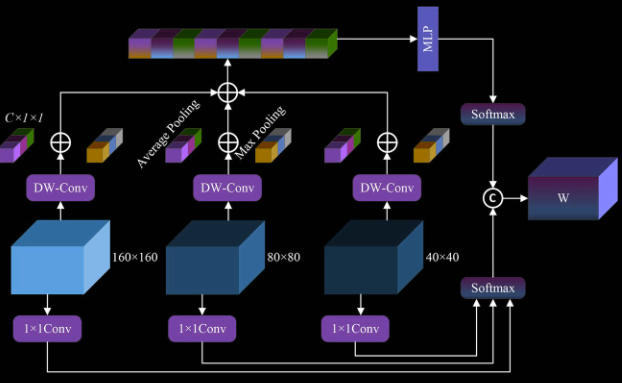 MLP
C×1×1
Average Pooling
Max Pooling
Softmax
DW-Conv
DW-Conv
DW-Conv
C
W
160×160
80×80
40×40
Softmax
1×1Conv
1×1Conv
1×1Conv